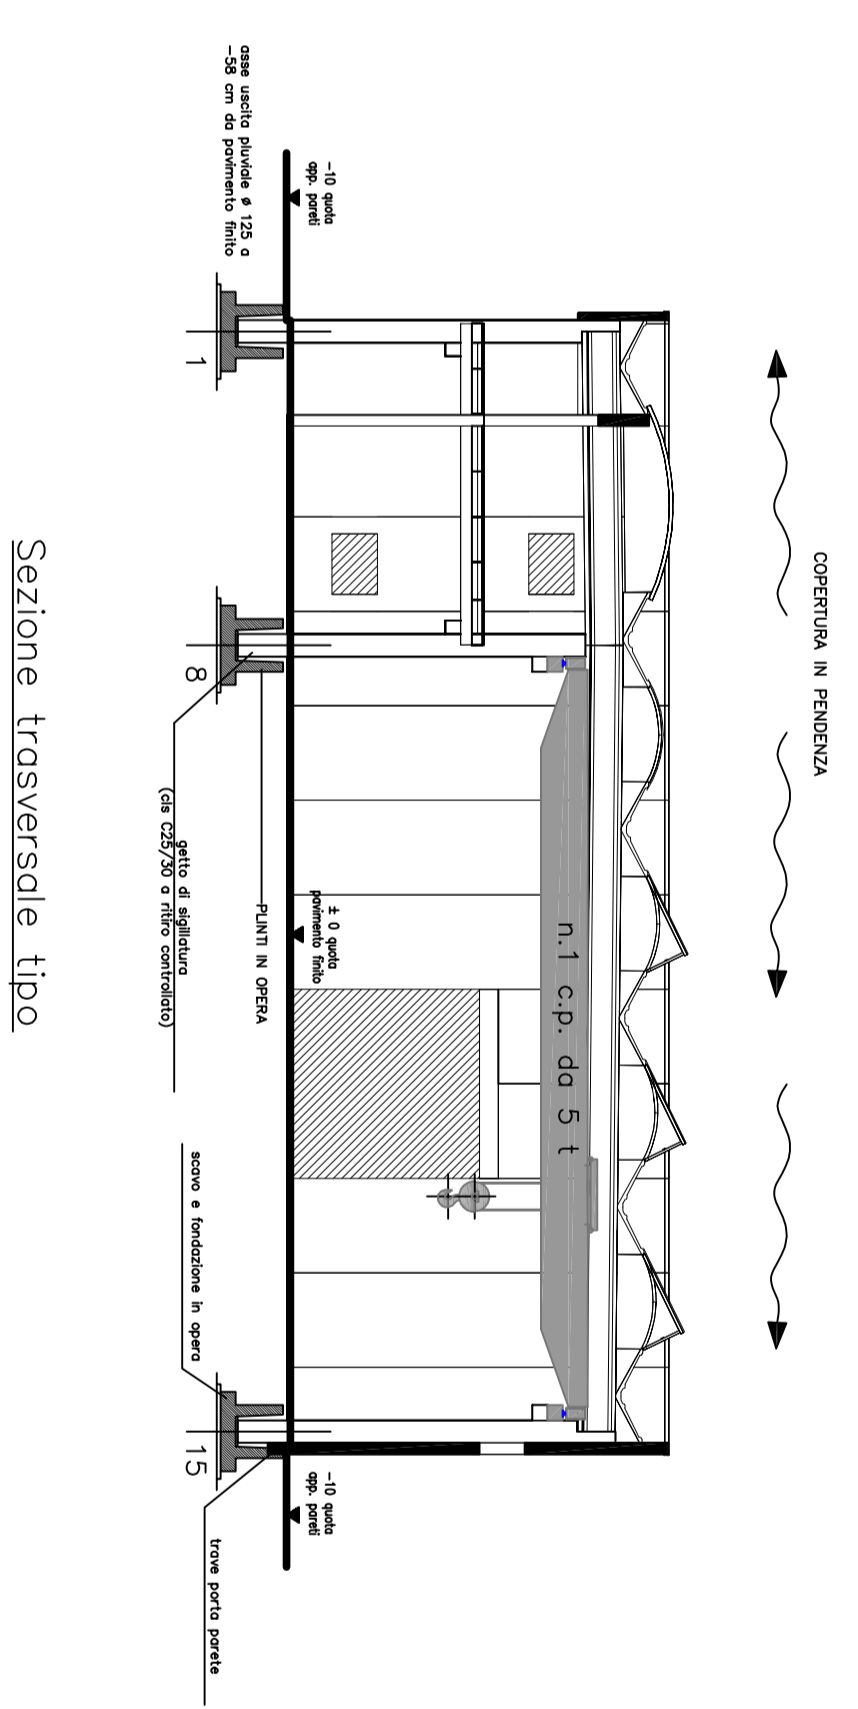 COPERTURA IN PENDENZA
-10 quota
app. pareti
asse uscita pluviale ø 125 a
-58 cm da pavimento finito
1
8
15
n.1 c.p. da 5 t
± 0 quota
pavimento finito
PLINTI IN OPERA
getto di sigillatura
(cls C25/30 a ritiro controllato)
scavo e fondazione in opera
-10 quota
app. pareti
trave porta parete
Sezione trasversale tipo